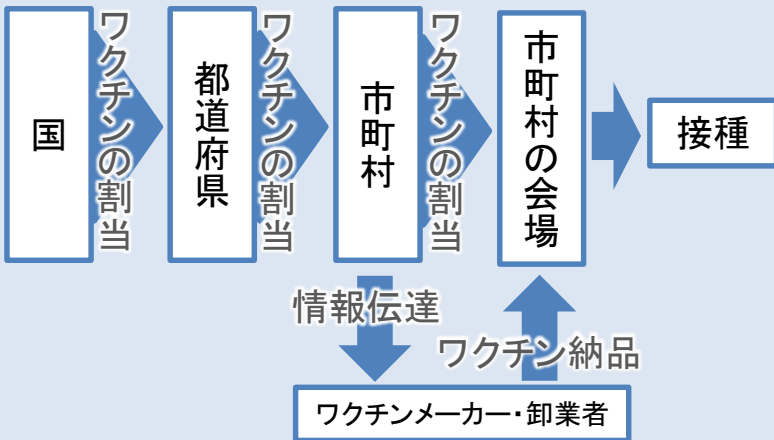 国
ワクチンの割当
都道府県
ワクチンの割当
市町村
ワクチンの割当
市町村の会場
接種
情報伝達
ワクチン納品
ワクチンメーカー・卸業者